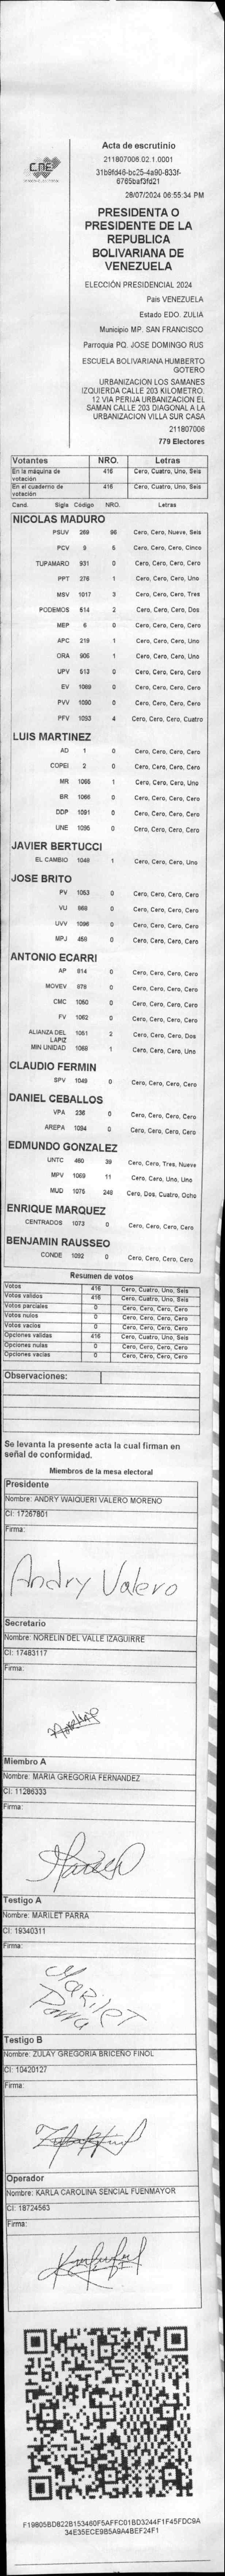 CNE
Acta de escrutinio
211807006.02.1.0001
31b9fd46-bc25-4a90-833f-
6765baf3fd21
28/07/2024 06:55:34 PM
PRESIDENTA O
PRESIDENTE DE LA
REPUBLICA
BOLIVARIANA DE
VENEZUELA
ELECCIÓN PRESIDENCIAL 2024
Pais VENEZUELA
Estado EDO. ZULIA
Municipio MP. SAN FRANCISCO
Parroquia PQ. JOSE DOMINGO RUS
ESCUELA BOLIVARIANA HUMBERTO
GOTERO
URBANIZACION LOS SAMANES
IZQUIERDA CALLE 203 KILOMETRO.
12 VIA PERIJA URBANIZACION EL
SAMAN CALLE 203 DIAGONAL A LA
URBANIZACION VILLA SUR CASA
211807006
779 Electores
Votantes NRO. Letras
En la máquina de votación 416 Cero, Cuatro, Uno, Seis
En el cuaderno de votación 416 Cero, Cuatro, Uno, Seis
Cand. Sigla Código NRO. Letras
NICOLAS MADURO
PSUV 269 96 Cero, Cero, Nueve, Seis
PCV 9 5 Cero, Cero, Cero, Cinco
TUPAMARO 931 0 Cero, Cero, Cero, Cero
PPT 276 1 Cero, Cero, Cero, Uno
MSV 1017 3 Cero, Cero, Cero, Tres
PODEMOS 514 2 Cero, Cero, Cero, Dos
MEP 6 0 Cero, Cero, Cero, Cero
APC 219 1 Cero, Cero, Cero, Uno
ORA 906 1 Cero, Cero, Cero, Uno
UPV 513 0 Cero, Cero, Cero, Cero
EV 1089 0 Cero, Cero, Cero, Cero
PVV 1090 0 Cero, Cero, Cero, Cero
PFV 1093 4 Cero, Cero, Cero, Cuatro
LUIS MARTINEZ
AD 1 0 Cero, Cero, Cero, Cero
COPEI 2 0 Cero, Cero, Cero, Cero
MR 1065 1 Cero, Cero, Cero, Uno
BR 1066 0 Cero, Cero, Cero, Cero
DDP 1091 0 Cero, Cero, Cero, Cero
UNE 1095 0 Cero, Cero, Cero, Cero
JAVIER BERTUCCI
EL CAMBIO 1048 1 Cero, Cero, Cero, Uno
JOSE BRITO
PV 1053 0 Cero, Cero, Cero, Cero
VU 868 0 Cero, Cero, Cero, Cero
UVV 1096 0 Cero, Cero, Cero, Cero
MPJ 458 0 Cero, Cero, Cero, Cero
ANTONIO ECARRI
AP 614 0 Cero, Cero, Cero, Cero
MOVEV 678 0 Cero, Cero, Cero, Cero
CMC 1050 0 Cero, Cero, Cero, Cero
FV 1062 0 Cero, Cero, Cero, Cero
ALIANZA DEL LAPIZ 1061 2 Cero, Cero, Cero, Dos
MIN UNIDAD 1069 1 Cero, Cero, Cero, Uno
CLAUDIO FERMIN
SPV 1049 0 Cero, Cero, Cero, Cero
DANIEL CEBALLOS
VPA 236 0 Cero, Cero, Cero, Cero
AREPA 1094 0 Cero, Cero, Cero, Cero
EDMUNDO GONZALEZ
UNTC 460 39 Cero, Cero, Tres, Nueve
MPV 1069 11 Cero, Cero, Uno, Uno
MUD 1075 248 Cero, Dos, Cuatro, Ocho
ENRIQUE MARQUEZ
CENTRADOS 1073 0 Cero, Cero, Cero, Cero
BENJAMIN RAUSSEO
CONDE 1092 0 Cero, Cero, Cero, Cero
Resumen de votos
Votos 416 Cero, Cuatro, Uno, Seis
Votos validos 416 Cero, Cuatro, Uno, Seis
Votos parciales 0 Cero, Cero, Cero, Cero
Votos nulos 0 Cero, Cero, Cero, Cero
Votos vacios 0 Cero, Cero, Cero, Cero
Opciones validas 416 Cero, Cuatro, Uno, Seis
Opciones nulas 0 Cero, Cero, Cero, Cero
Opciones vacias 0 Cero, Cero, Cero, Cero
Observaciones:
Se levanta la presente acta la cual firman en
señal de conformidad.
Miembros de la mesa electoral
Presidente
Nombre: ANDRY WAIQUERI VALERO MORENO
CI: 17267801
Firma:
Andry Valero
Secretario
Nombre: NORELIN DEL VALLE IZAGUIRRE
CI: 17483117
Firma:
Miembro A
Nombre: MARIA GREGORIA FERNANDEZ
CI: 11286333
Firma:
Testigo A
Nombre: MARILET PARRA
CI: 19340311
Firma:
MARILET
Parra
Testigo B
Nombre: ZULAY GREGORIA BRICEÑO FINOL
CI: 10420127
Firma:
Operador
Nombre: KARLA CAROLINA SENCIAL FUENMAYOR
CI: 18724563
Firma:
F19805BD822B153480F5AFFC01BD3244F1F45FDC9A
34E35ECE9B5A9A4BEF24F1